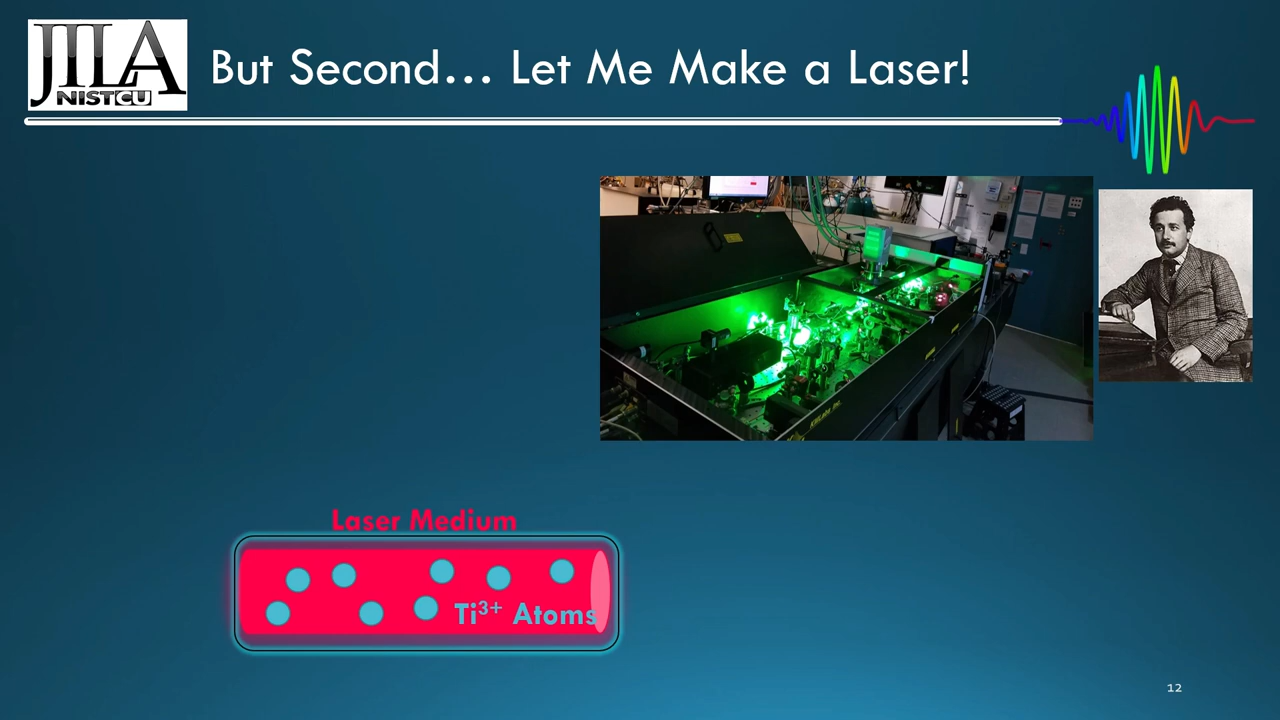 JILA
NIST CU
But Second... Let Me Make a Laser!
Laser Medium
Ti³⁺ Atoms
12